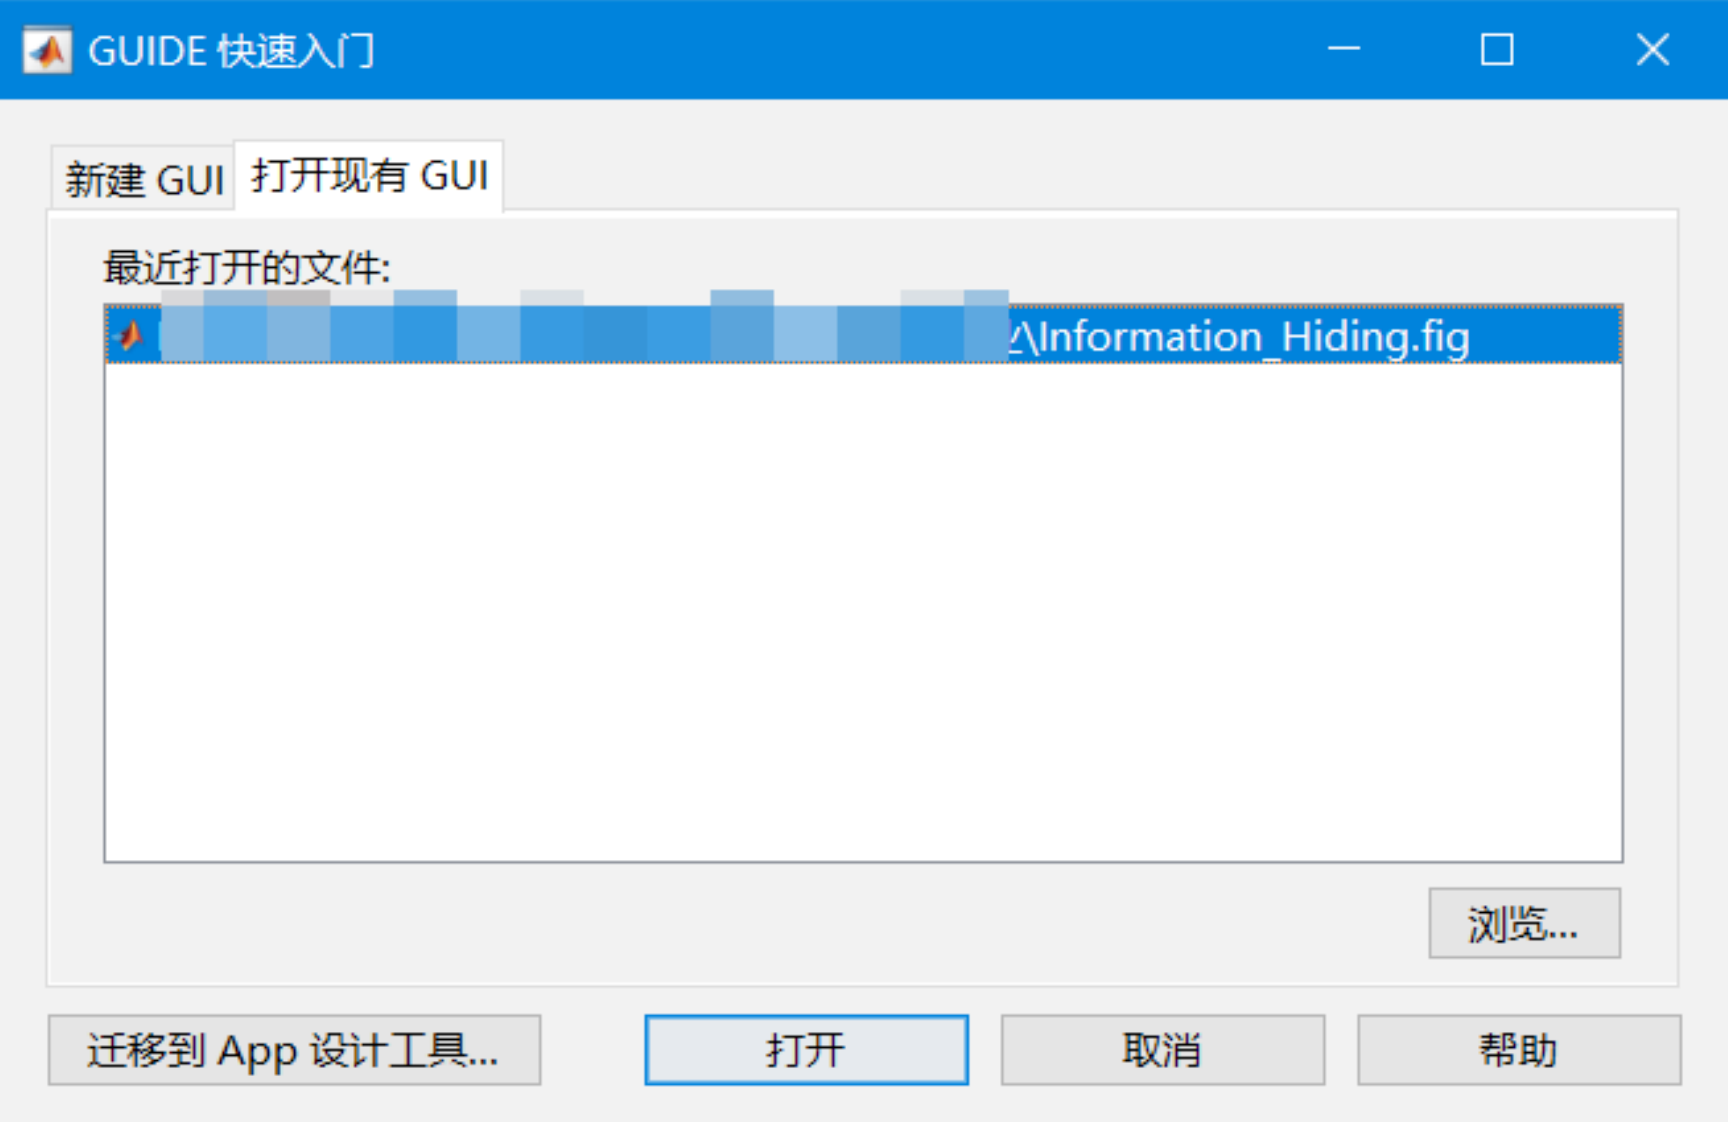 GUIDE 快速入门
新建 GUI
打开现有 GUI
最近打开的文件:
\Information_Hiding.fig
浏览...
迁移到 App 设计工具...
打开
取消
帮助